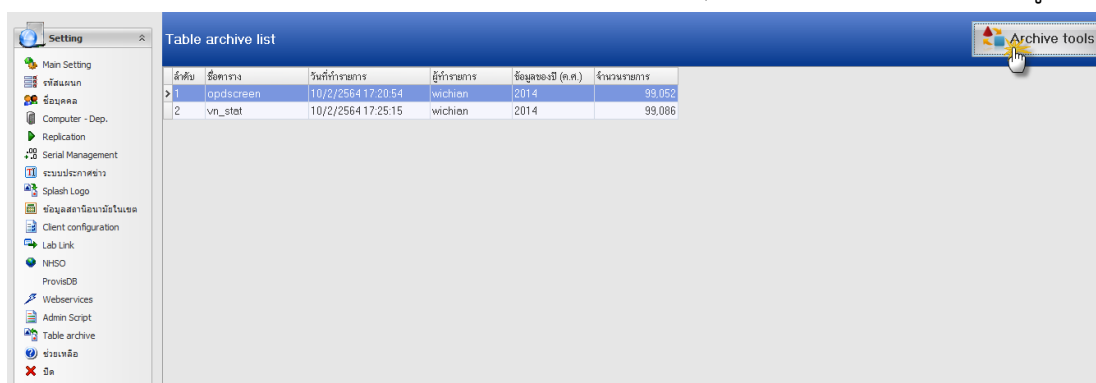 Setting
Main Setting
รหัสแผนก
ชื่อบุคคล
Computer - Dep.
Replication
Serial Management
ระบบประกาศข่าว
Splash Logo
ข้อมูลสถานีอนามัยในเขต
Client configuration
Lab Link
NHSO
ProvisDB
Webservices
Admin Script
Table archive
ช่วยเหลือ
ปิด
Table archive list
Archive tools
ลำดับ ชื่อตาราง วันที่ทำรายการ ผู้ทำรายการ ข้อมูลของปี (ค.ศ.) จำนวนรายการ
1 opdscreen 10/2/2564 17:20:54 wichian 2014 99,052
2 vn_stat 10/2/2564 17:25:15 wichian 2014 99,086